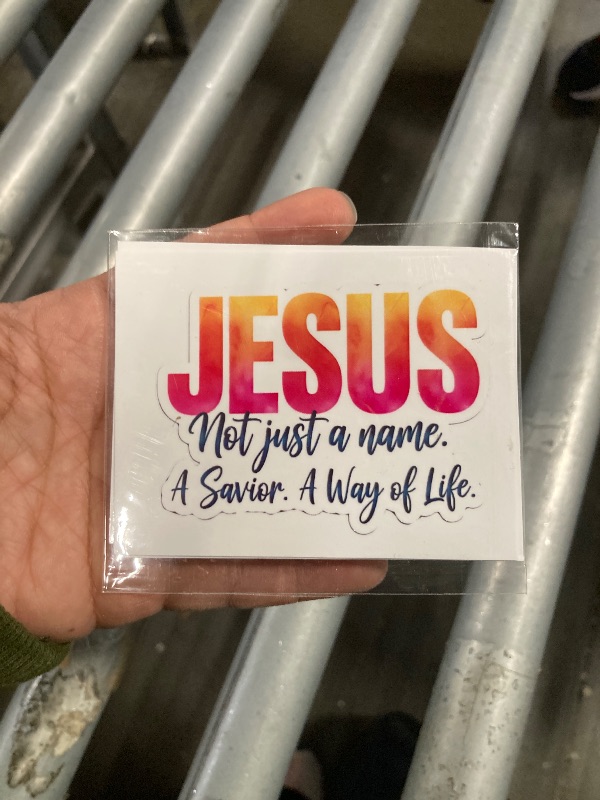 JESUS
Not just a name.
A Savior. A Way of Life.